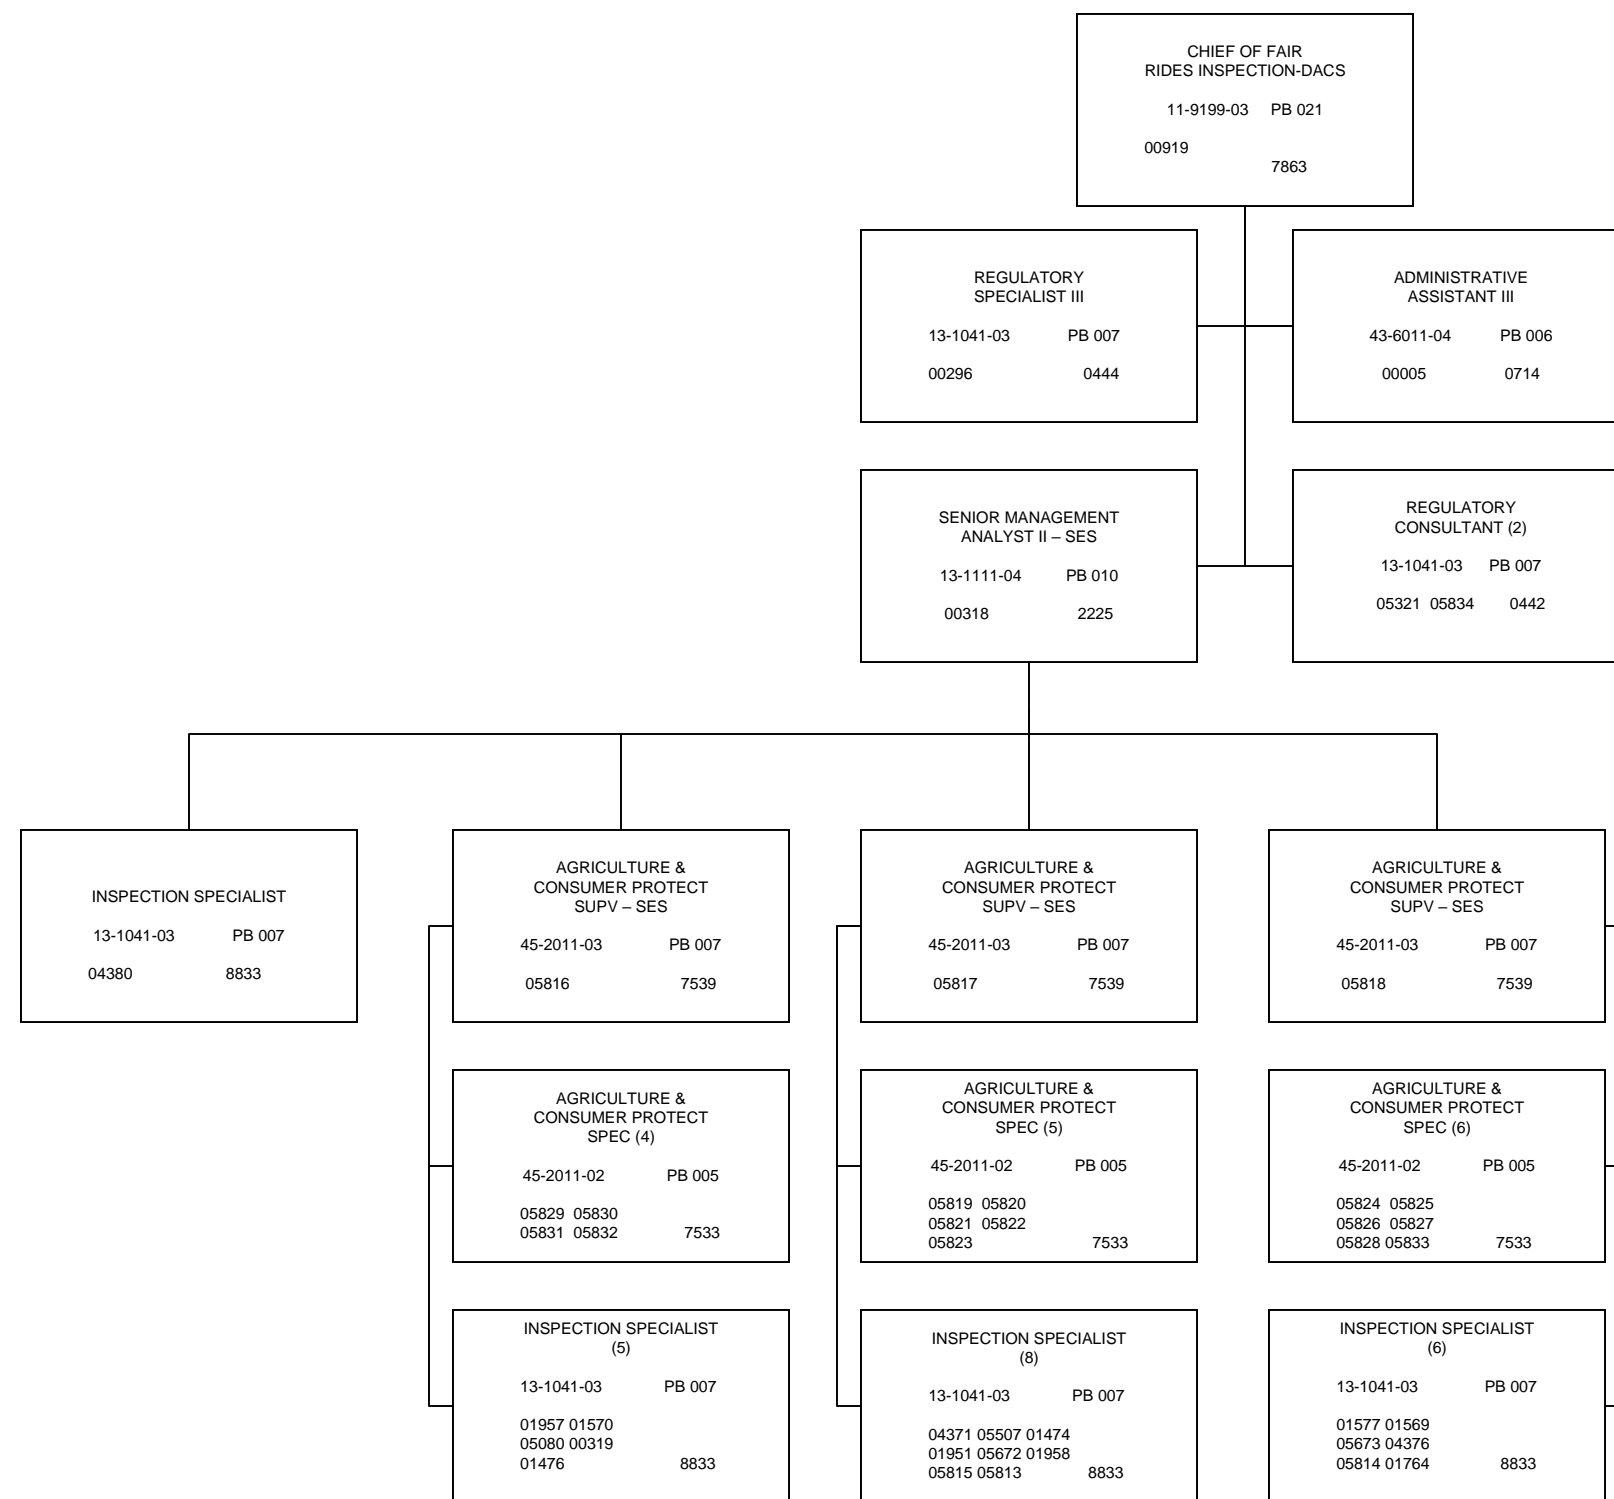 CHIEF OF FAIR
RIDES INSPECTION-DACS
11-9199-03 PB 021
00919
7863
REGULATORY
SPECIALIST III
13-1041-03 PB 007
00296 0444
ADMINISTRATIVE
ASSISTANT III
43-6011-04 PB 006
00005 0714
SENIOR MANAGEMENT
ANALYST II – SES
13-1111-04 PB 010
00318 2225
REGULATORY
CONSULTANT (2)
13-1041-03 PB 007
05321 05834 0442
INSPECTION SPECIALIST
13-1041-03 PB 007
04380 8833
AGRICULTURE &
CONSUMER PROTECT
SUPV – SES
45-2011-03 PB 007
05816 7539
AGRICULTURE &
CONSUMER PROTECT
SUPV – SES
45-2011-03 PB 007
05817 7539
AGRICULTURE &
CONSUMER PROTECT
SUPV – SES
45-2011-03 PB 007
05818 7539
AGRICULTURE &
CONSUMER PROTECT
SPEC (4)
45-2011-02 PB 005
05829 05830
05831 05832 7533
AGRICULTURE &
CONSUMER PROTECT
SPEC (5)
45-2011-02 PB 005
05819 05820
05821 05822
05823 7533
AGRICULTURE &
CONSUMER PROTECT
SPEC (6)
45-2011-02 PB 005
05824 05825
05826 05827
05828 05833 7533
INSPECTION SPECIALIST
(5)
13-1041-03 PB 007
01957 01570
05080 00319
01476 8833
INSPECTION SPECIALIST
(8)
13-1041-03 PB 007
04371 05507 01474
01951 05672 01958
05815 05813 8833
INSPECTION SPECIALIST
(6)
13-1041-03 PB 007
01577 01569
05673 04376
05814 01764 8833